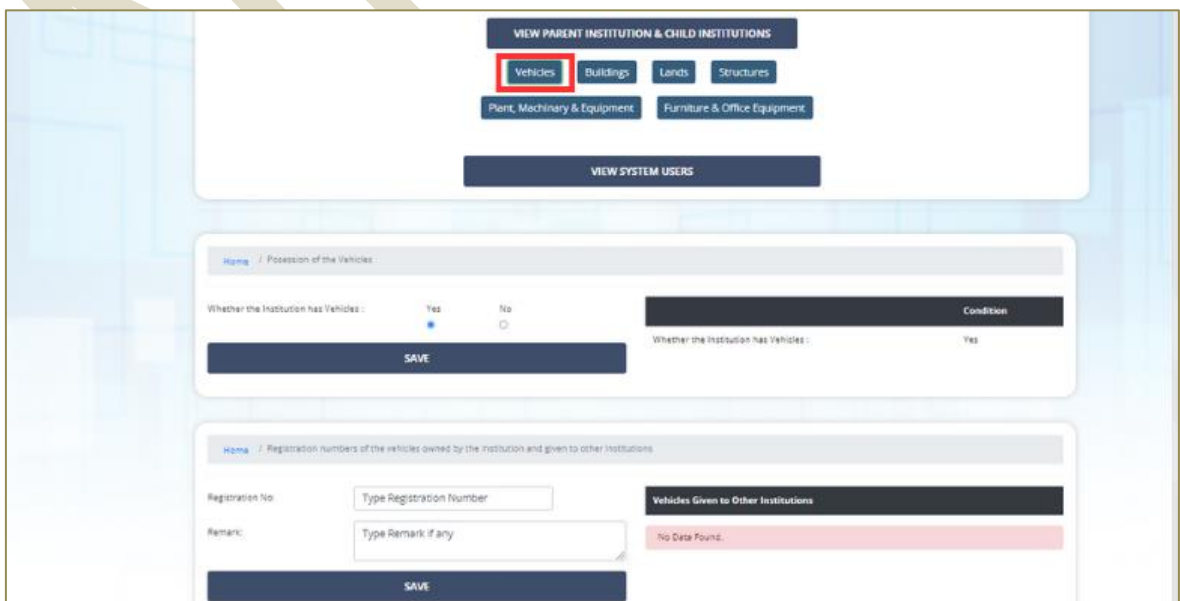 VIEW PARENT INSTITUTION & CHILD INSTITUTIONS
Vehicles Buildings Lands Structures
Plant, Machinary & Equipment Furniture & Office Equipment
VIEW SYSTEM USERS
Home / Posession of the Vehicles
Whether the Institution has Vehicles : Yes No
SAVE
Condition
Whether the Institution has Vehicles : Yes
Home / Registration numbers of the vehicles owned by the institution and given to other institutions
Registration No: Type Registration Number
Remark: Type Remark if any
SAVE
Vehicles Given to Other Institutions
No Data Found.